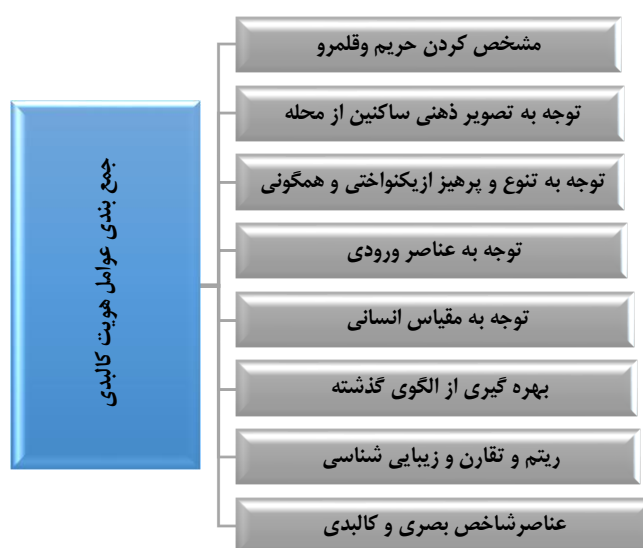 جمع بندی عوامل هویت کالبدی
مشخص کردن حریم وقلمرو
توجه به تصویر ذهنی ساکنین از محله
توجه به تنوع و پرهیز ازیکنواختی و همگونی
توجه به عناصر ورودی
توجه به مقیاس انسانی
بهره گیری از الگوی گذشته
ریتم و تقارن و زیبایی شناسی
عناصرشاخص بصری و کالبدی